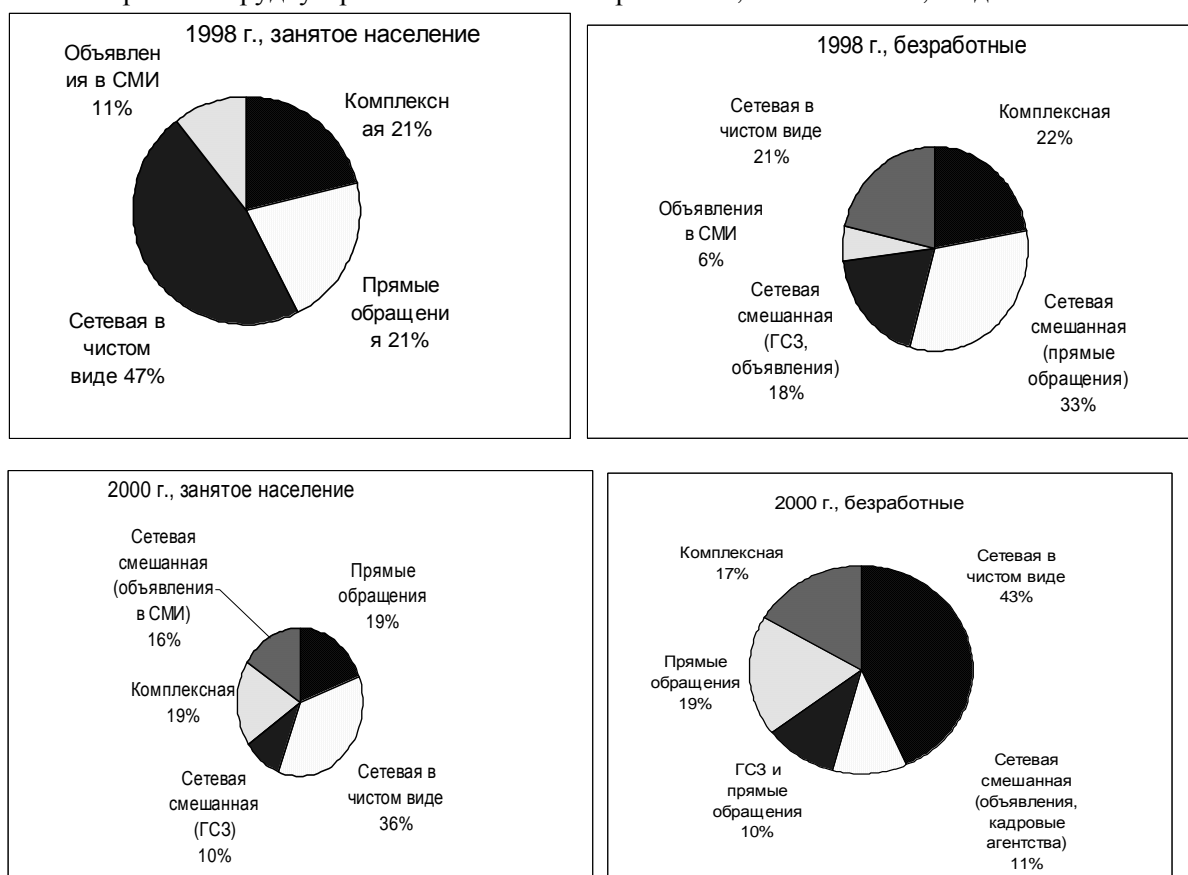 1998 г., занятое население
Объявлен
ия в СМИ
11%
Комплексн
ая 21%
Прямые
обращени
я 21%
Сетевая в
чистом
виде 47%
1998 г., безработные
Сетевая в
чистом виде
21%
Комплексная
22%
Объявления
в СМИ
6%
Сетевая
смешанная
(ГСЗ,
объявления)
18%
Сетевая
смешанная
(прямые
обращения)
33%
2000 г., занятое население
Сетевая
смешанная
(объявления
в СМИ)
16%
Прямые
обращения
19%
Комплексная
19%
Сетевая
смешанная
(ГСЗ)
10%
Сетевая в
чистом виде
36%
2000 г., безработные
Комплексная
17%
Сетевая в
чистом виде
43%
Прямые
обращения
19%
ГСЗ и
прямые
обращения
10%
Сетевая
смешанная
(объявления,
кадровые
агентства)
11%